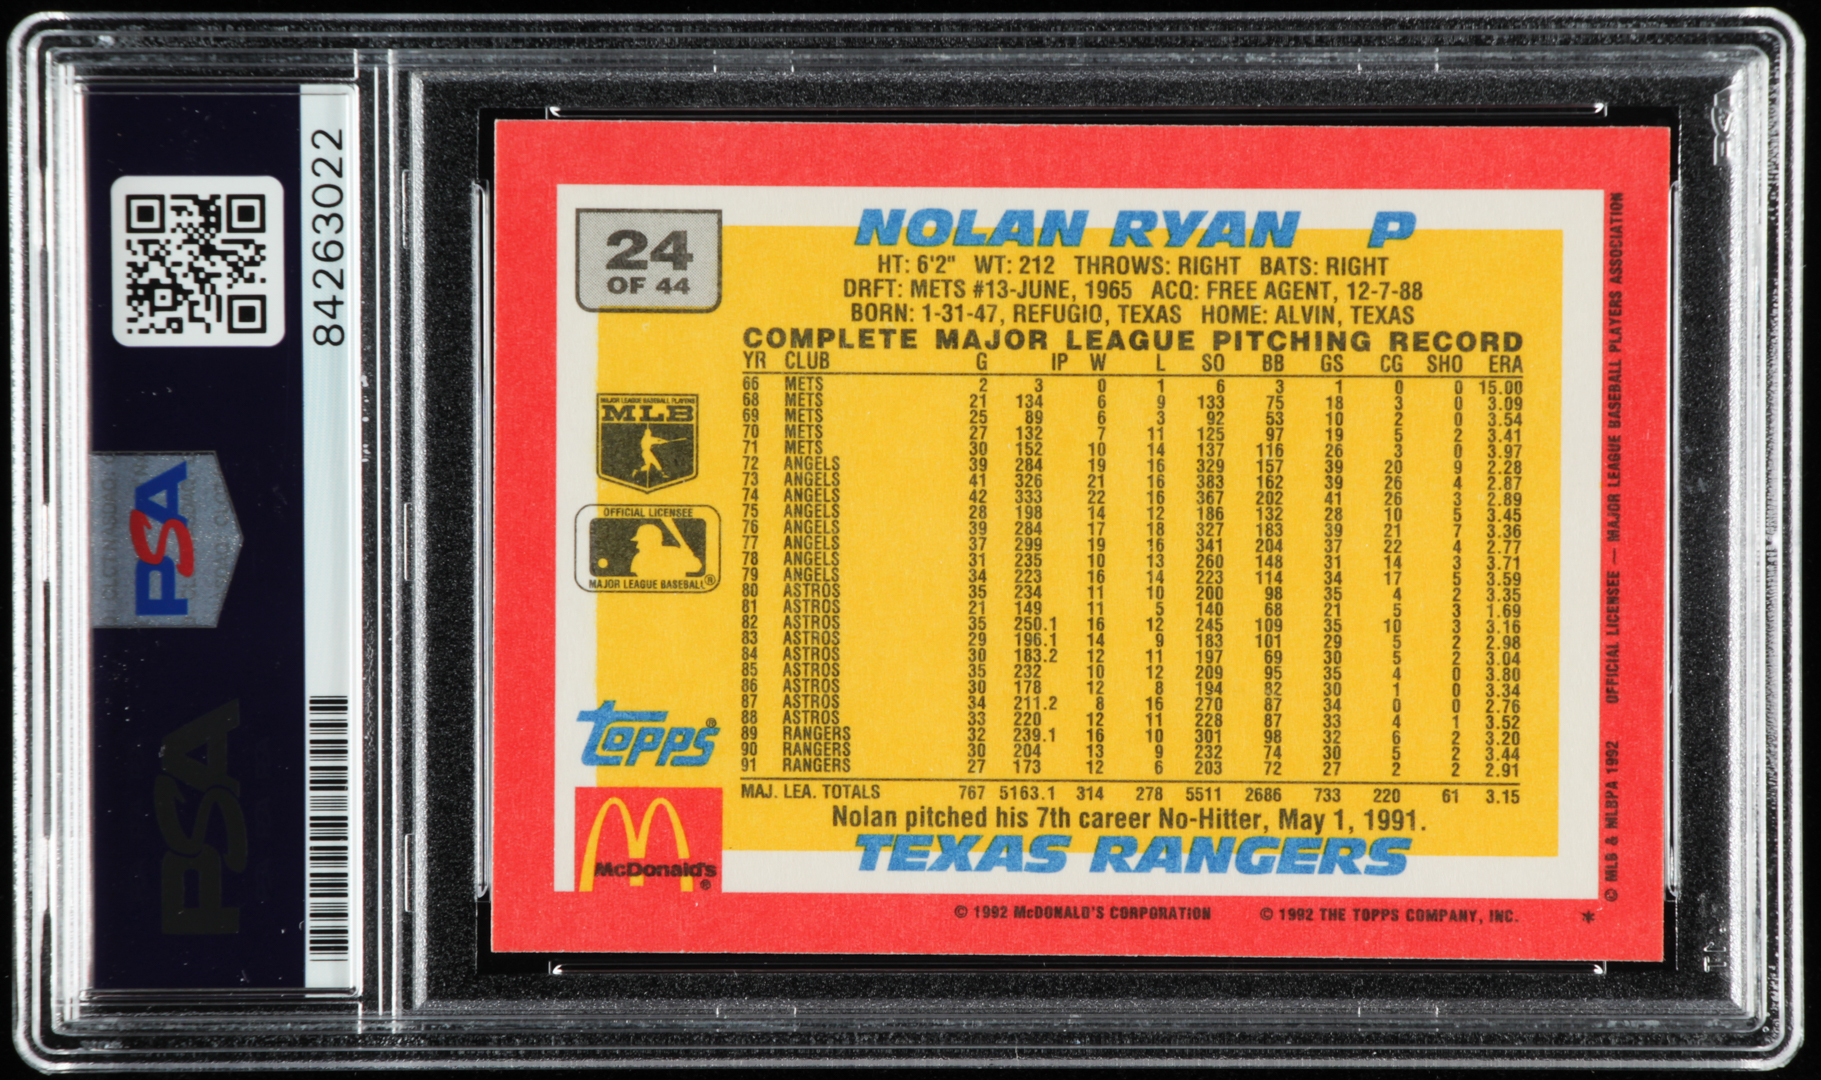 84263022
PSA
PSA
24
OF 44
NOLAN RYAN P
HT: 6'2" WT: 212 THROWS: RIGHT BATS: RIGHT
DRFT: METS #13-JUNE, 1965 ACQ: FREE AGENT, 12-7-88
BORN: 1-31-47, REFUGIO, TEXAS HOME: ALVIN, TEXAS
COMPLETE MAJOR LEAGUE PITCHING RECORD
YR CLUB G IP W L SO BB GS CG SHO ERA
66 METS 2 3 0 1 6 3 1 0 0 15.00
68 METS 21 134 6 9 133 75 18 3 0 3.09
69 METS 25 89 6 3 92 53 10 2 0 3.54
70 METS 27 132 7 11 125 97 19 5 2 3.41
71 METS 30 152 10 14 137 116 26 3 0 3.97
72 ANGELS 39 284 19 16 329 157 39 20 9 2.28
73 ANGELS 41 326 21 16 383 162 39 26 4 2.87
74 ANGELS 42 333 22 16 367 202 41 26 3 2.89
75 ANGELS 28 198 14 12 186 132 28 10 5 3.45
76 ANGELS 39 284 17 18 327 183 39 21 7 3.36
77 ANGELS 37 299 19 16 341 204 37 22 4 2.77
78 ANGELS 31 235 10 13 260 148 31 14 3 3.71
79 ANGELS 34 223 16 14 223 114 34 17 5 3.59
80 ASTROS 35 234 11 10 200 98 35 4 2 3.35
81 ASTROS 21 149 11 5 140 68 21 5 3 1.69
82 ASTROS 35 250.1 16 12 245 109 35 10 3 3.16
83 ASTROS 29 196.1 14 9 183 101 29 5 2 2.98
84 ASTROS 30 183.2 12 11 197 69 30 5 2 3.04
85 ASTROS 35 232 10 12 209 95 35 4 0 3.80
86 ASTROS 30 178 12 8 194 82 30 1 0 3.34
87 ASTROS 34 211.2 8 16 270 87 34 0 0 2.76
88 ASTROS 33 220 12 11 228 87 33 4 1 3.52
89 RANGERS 32 239.1 16 10 301 98 32 6 2 3.20
90 RANGERS 30 204 13 9 232 74 30 5 2 3.44
91 RANGERS 27 173 12 6 203 72 27 2 2 2.91
MAJ. LEA. TOTALS 767 5163.1 314 278 5511 2686 733 220 61 3.15
Nolan pitched his 7th career No-Hitter, May 1, 1991.
TEXAS RANGERS
MAJOR LEAGUE BASEBALL PLAYERS
MLB
OFFICIAL LICENSEE
MAJOR LEAGUE BASEBALL®
Topps®
McDonald's®
© 1992 McDONALD'S CORPORATION © 1992 THE TOPPS COMPANY, INC. *
© MLB & MLBPA 1992 OFFICIAL LICENSEE — MAJOR LEAGUE BASEBALL PLAYERS ASSOCIATION